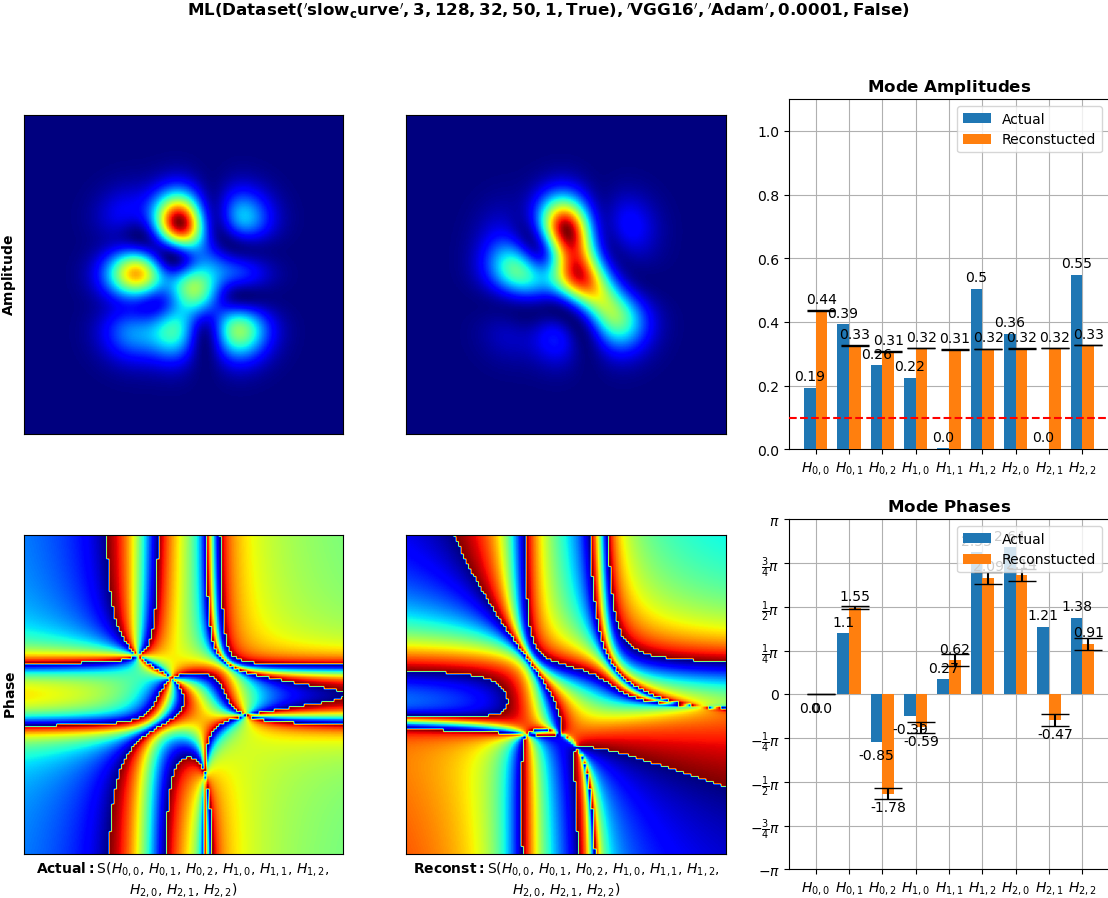 ML(Dataset('slow_curve', 3, 128, 32, 50, 1, True), 'VGG16', 'Adam', 0.0001, False)
Amplitude
Mode Amplitudes
Actual
Reconstucted
1.0
0.8
0.6
0.4
0.2
0.0
0.19
0.44
0.39
0.33
0.26
0.31
0.22
0.32
0.0
0.31
0.5
0.32
0.36
0.32
0.0
0.32
0.55
0.33
H0,0 H0,1 H0,2 H1,0 H1,1 H1,2 H2,0 H2,1 H2,2
Phase
Mode Phases
Actual
Reconstucted
π
3/4π
1/2π
1/4π
0
−1/4π
−1/2π
−3/4π
−π
0.0
0.0
1.1
1.55
-0.85
-1.78
-0.59
0.27
0.62
1.21
-0.47
1.38
0.91
H0,0 H0,1 H0,2 H1,0 H1,1 H1,2 H2,0 H2,1 H2,2
Actual: S(H0,0, H0,1, H0,2, H1,0, H1,1, H1,2,
H2,0, H2,1, H2,2)
Reconst: S(H0,0, H0,1, H0,2, H1,0, H1,1, H1,2,
H2,0, H2,1, H2,2)